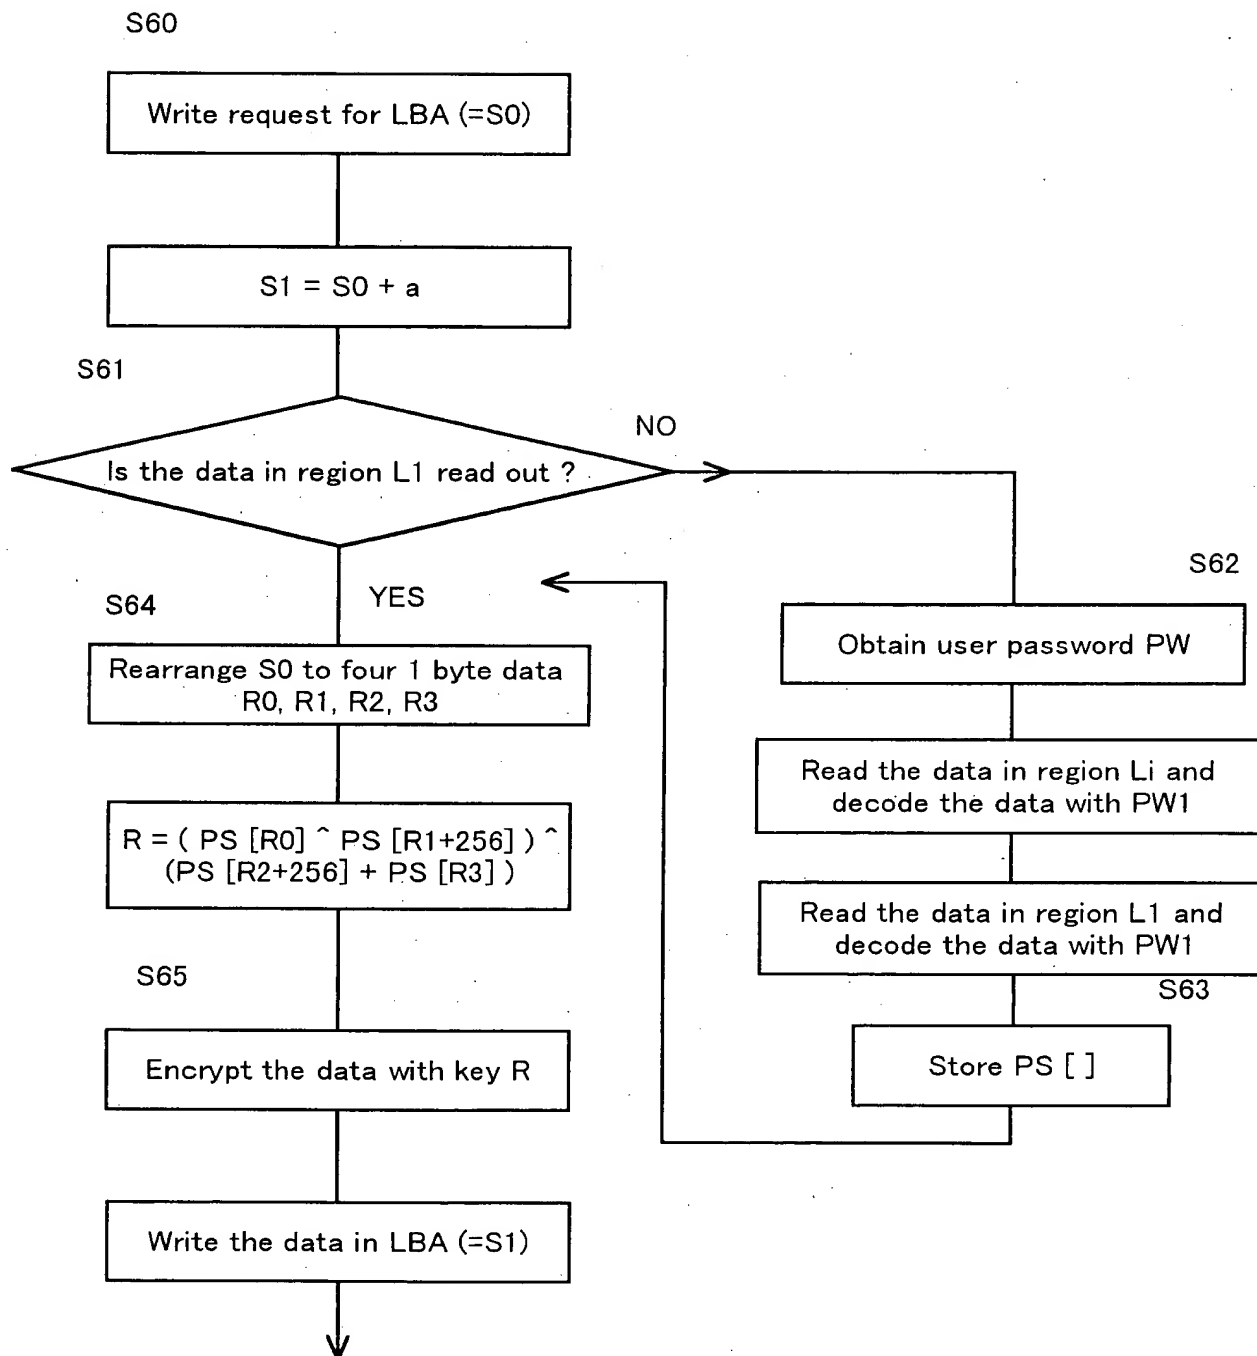 S60
Write request for LBA (=S0)
S1 = S0 + a
S61
Is the data in region L1 read out ?
NO
YES
S64
Rearrange S0 to four 1 byte data
R0, R1, R2, R3
R = ( PS [R0] ^ PS [R1+256] ) ^
(PS [R2+256] + PS [R3] )
S65
Encrypt the data with key R
Write the data in LBA (=S1)
S62
Obtain user password PW
Read the data in region Li and
decode the data with PW1
Read the data in region L1 and
decode the data with PW1
S63
Store PS [ ]